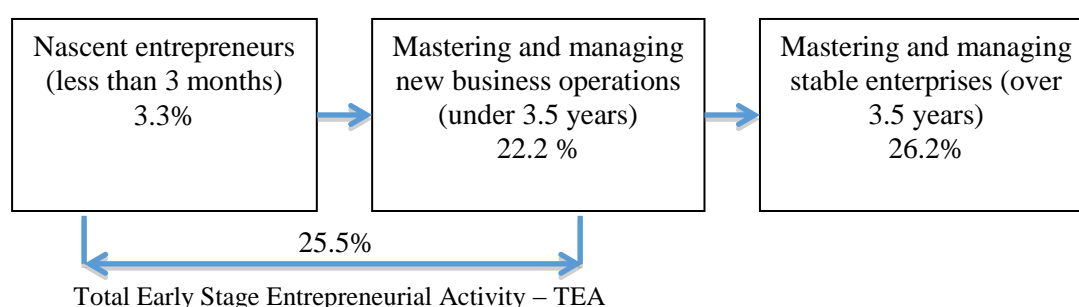 Nascent entrepreneurs
(less than 3 months)
3.3%
Mastering and managing
new business operations
(under 3.5 years)
22.2 %
Mastering and managing
stable enterprises (over
3.5 years)
26.2%
25.5%
Total Early Stage Entrepreneurial Activity – TEA